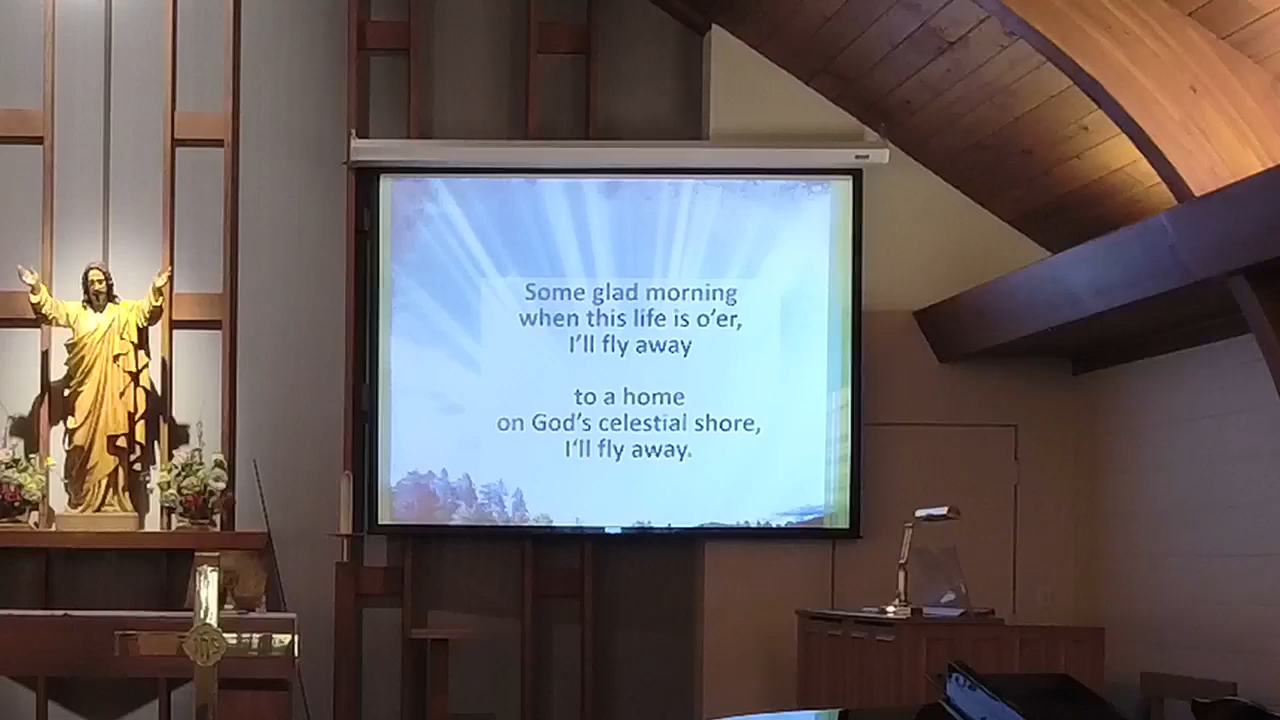 Some glad morning
when this life is o'er,
I'll fly away
to a home
on God's celestial shore,
I'll fly away.